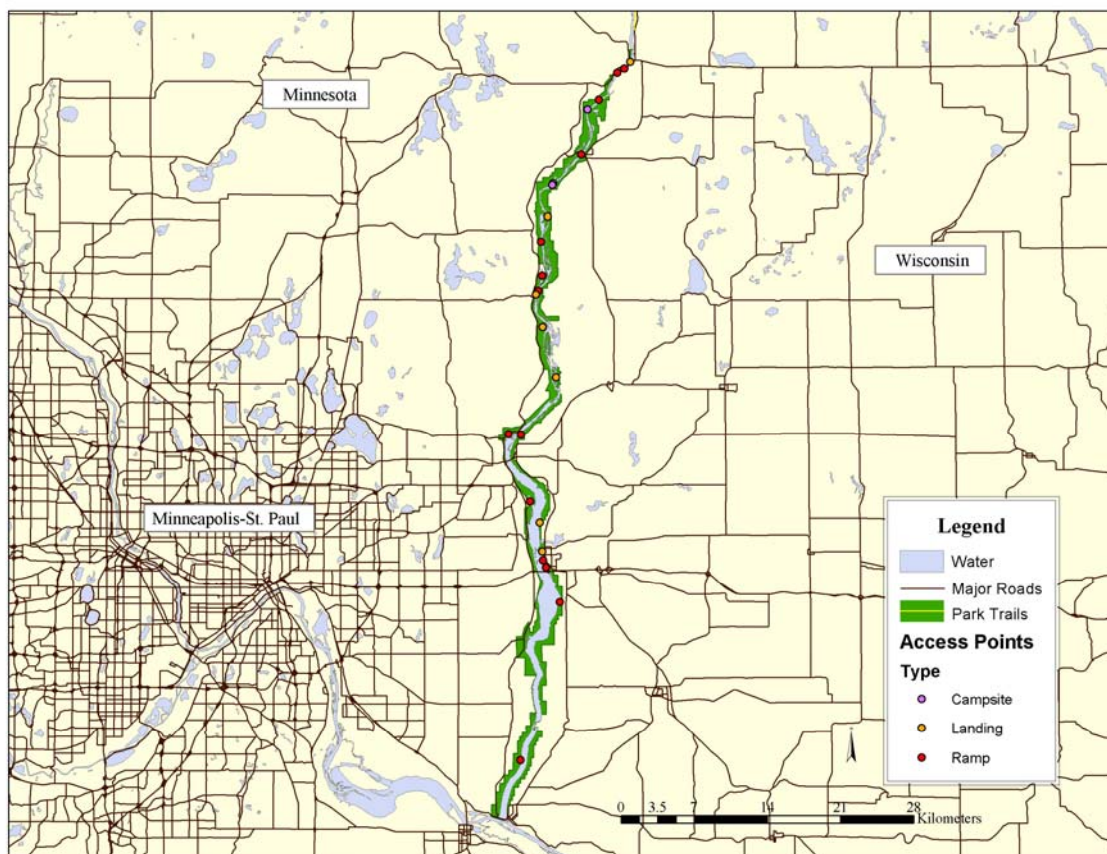 Minnesota
Wisconsin
Minneapolis-St. Paul
Legend
Water
Major Roads
Park Trails
Access Points
Type
Campsite
Landing
Ramp
0 3.5 7 14 21 28
Kilometers